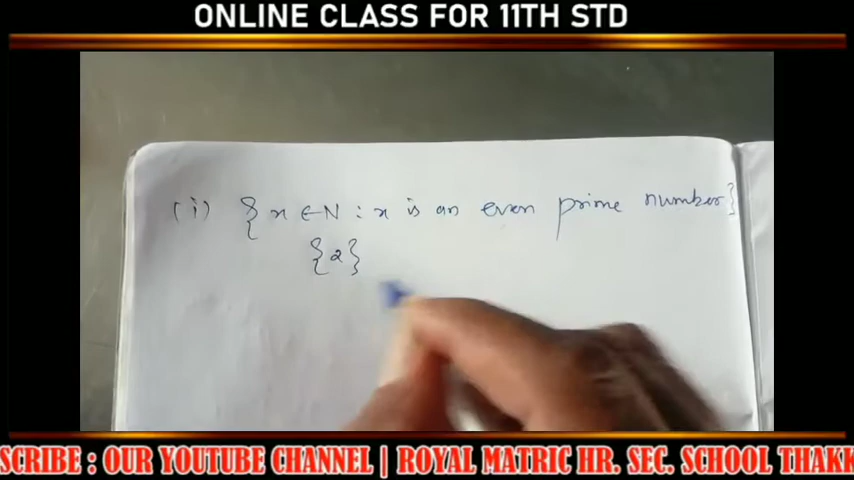 ONLINE CLASS FOR 11TH STD
(i) {x ∈ N : x is an even prime number}
{2}
SCRIBE : OUR YOUTUBE CHANNEL | ROYAL MATRIC HR. SEC. SCHOOL THAKK